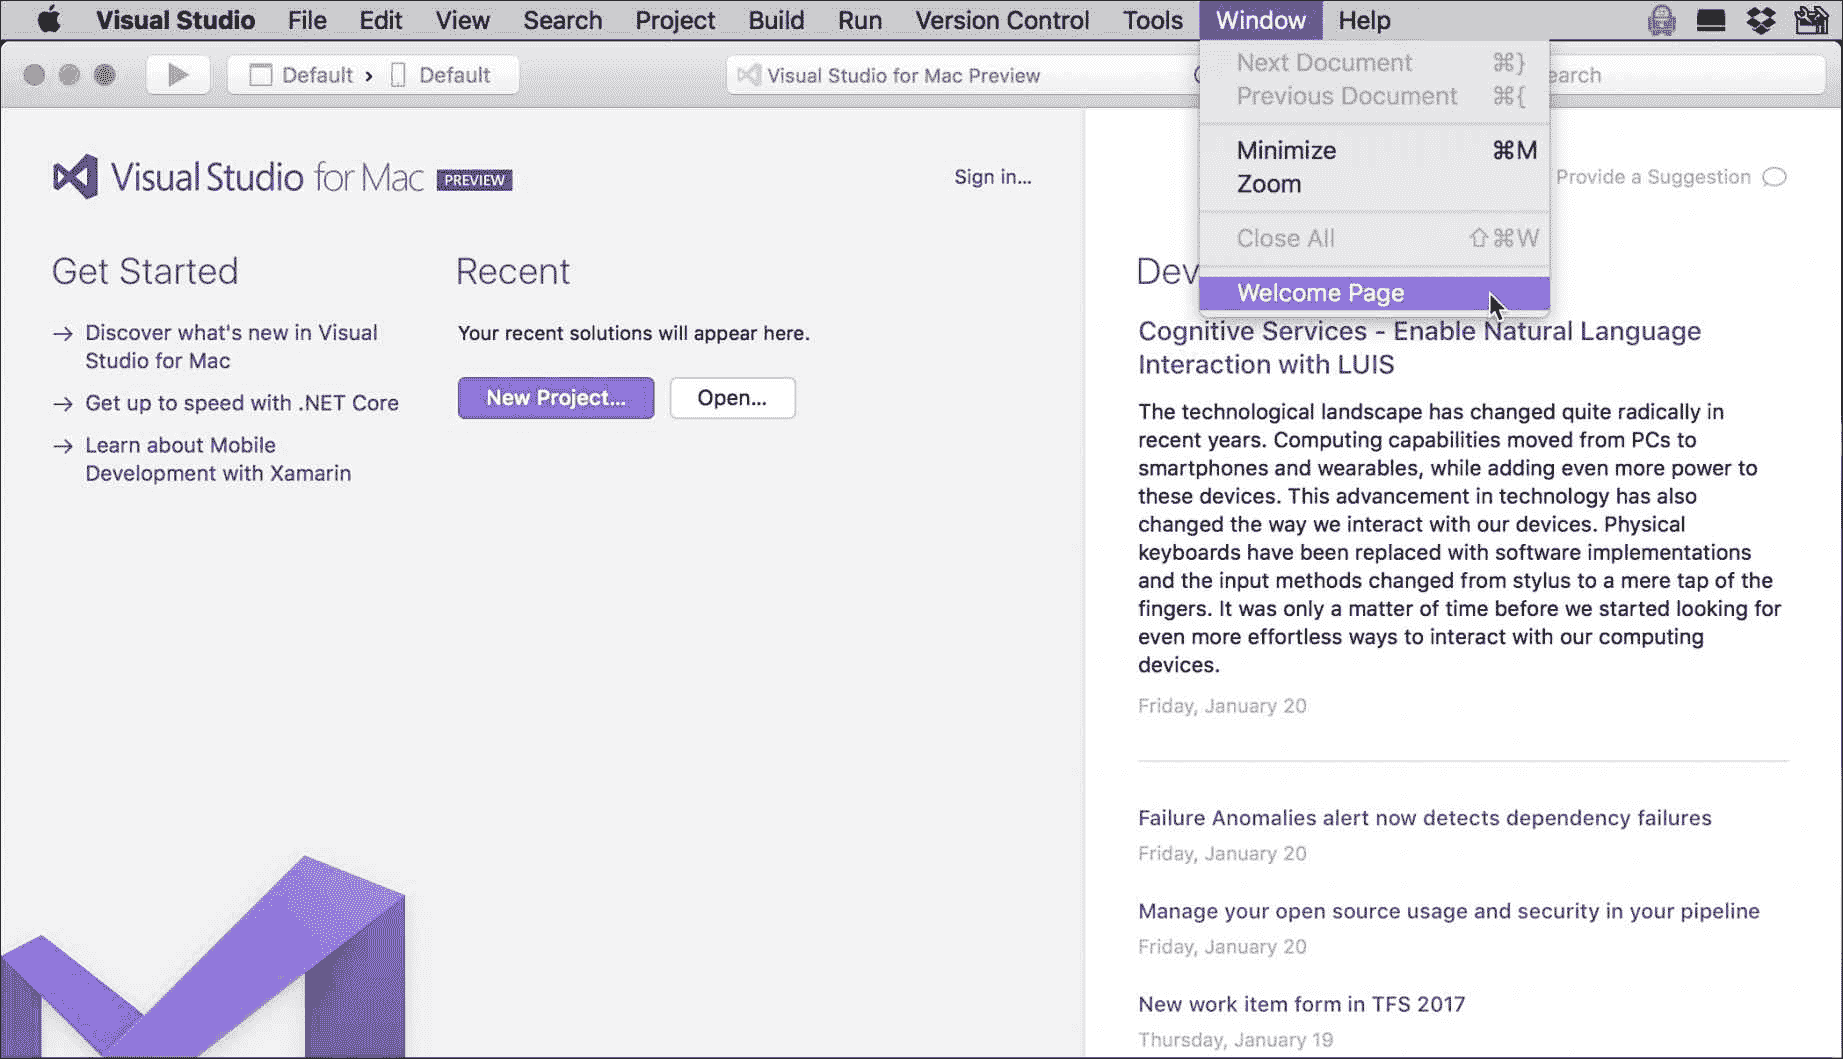 Visual Studio File Edit View Search Project Build Run Version Control Tools Window Help
Default › Default
Visual Studio for Mac Preview
earch
Next Document ⌘}
Previous Document ⌘{
Minimize ⌘M
Zoom
Close All ⇧⌘W
Welcome Page
Visual Studio for Mac PREVIEW
Sign in...
Provide a Suggestion
Get Started
→ Discover what's new in Visual
Studio for Mac
→ Get up to speed with .NET Core
→ Learn about Mobile
Development with Xamarin
Recent
Your recent solutions will appear here.
New Project...
Open...
Dev
Cognitive Services - Enable Natural Language
Interaction with LUIS
The technological landscape has changed quite radically in
recent years. Computing capabilities moved from PCs to
smartphones and wearables, while adding even more power to
these devices. This advancement in technology has also
changed the way we interact with our devices. Physical
keyboards have been replaced with software implementations
and the input methods changed from stylus to a mere tap of the
fingers. It was only a matter of time before we started looking for
even more effortless ways to interact with our computing
devices.
Friday, January 20
Failure Anomalies alert now detects dependency failures
Friday, January 20
Manage your open source usage and security in your pipeline
Friday, January 20
New work item form in TFS 2017
Thursday, January 19